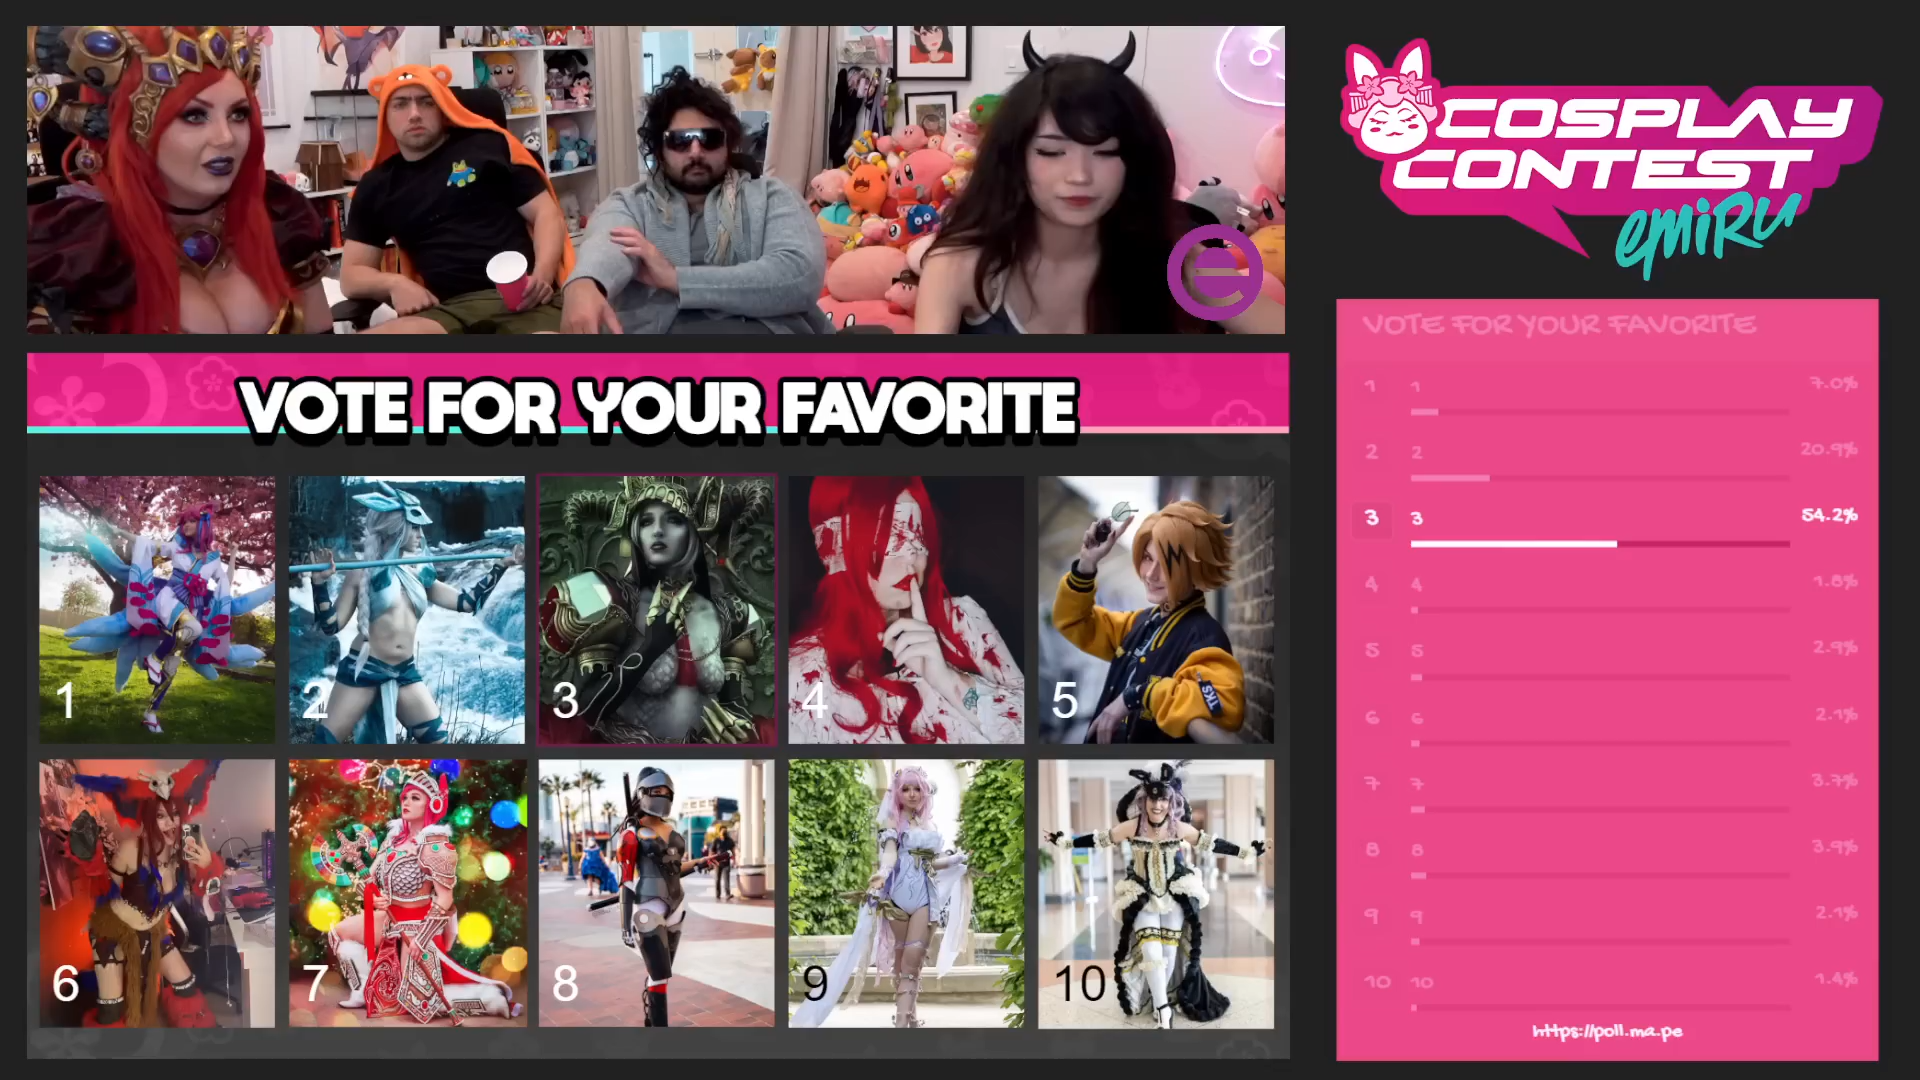 COSPLAY
CONTEST
emiru
VOTE FOR YOUR FAVORITE
1
2
3
4
5
6
7
8
9
10
VOTE FOR YOUR FAVORITE
1 1 7.0%
2 2 20.9%
3 3 54.2%
4 4 1.8%
5 5 2.9%
6 6 2.1%
7 7 3.7%
8 8 3.9%
9 9 2.1%
10 10 1.4%
https://poll.ma.pe